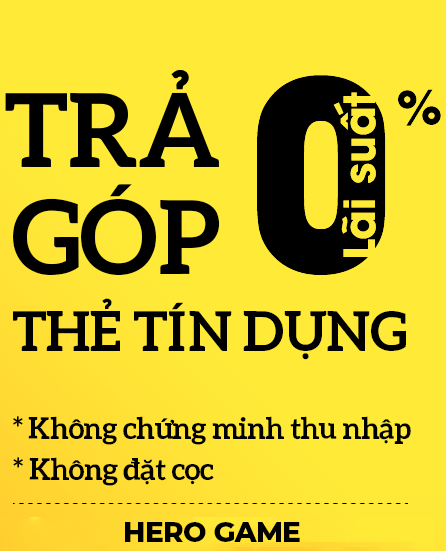 TRẢ
GÓP
0%
Lãi suất
THẺ TÍN DỤNG
* Không chứng minh thu nhập
* Không đặt cọc
HERO GAME